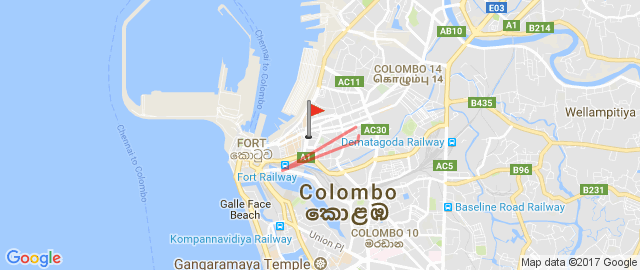 E03
A1
B214
AB10
Chennai to Colombo
COLOMBO 14
கொழும்பு 14
AC11
B435
Wellampitiya
AC30
FORT
කොටුව
Dematagoda Railway
A1
Fort Railway
AC5
B96
B231
Chennai to Colombo
Colombo
කොළඹ
Galle Face
Beach
Baseline Road Railway
Kompannavidiya Railway
Union Pl
COLOMBO 10
මරදාන
Gangaramaya Temple
Google
Map data ©2017 Google